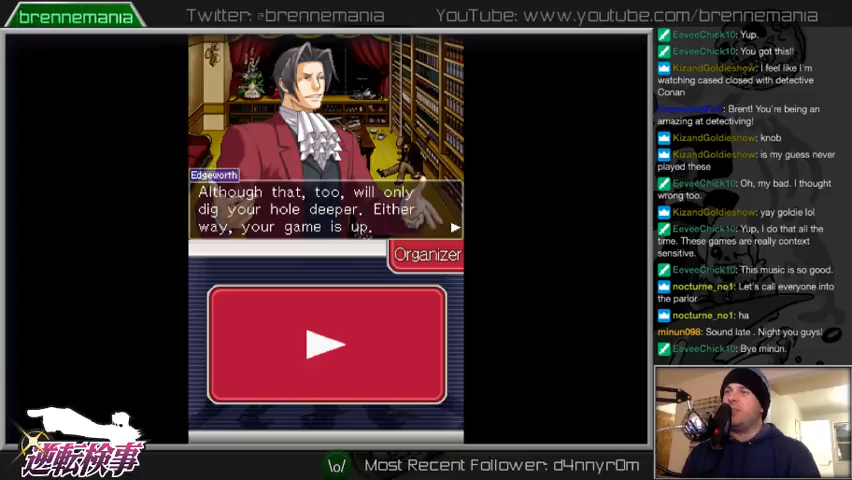 brennemania
Twitter: @brennemania
YouTube: www.youtube.com/brennemania
Edgeworth
Although that, too, will only
dig your hole deeper. Either
way, your game is up.
Organizer
EeveeChick10: Yup.
EeveeChick10: You got this!!
KizandGoldieshow: I feel like I'm
watching cased closed with detective
Conan
Brent! You're being an
amazing at detectiving!
KizandGoldieshow: knob
KizandGoldieshow: is my guess never
played these
EeveeChick10: Oh, my bad. I thought
wrong too.
KizandGoldieshow: yay goldie lol
EeveeChick10: Yup, I do that all the
time. These games are really context
sensitive.
EeveeChick10: This music is so good.
nocturne_no1: Let's call everyone into
the parlor
nocturne_no1: ha
minun098: Sound late . Night you guys!
EeveeChick10: Bye minun.
逆転検事
\o/
Most Recent Follower: d4nnyr0m